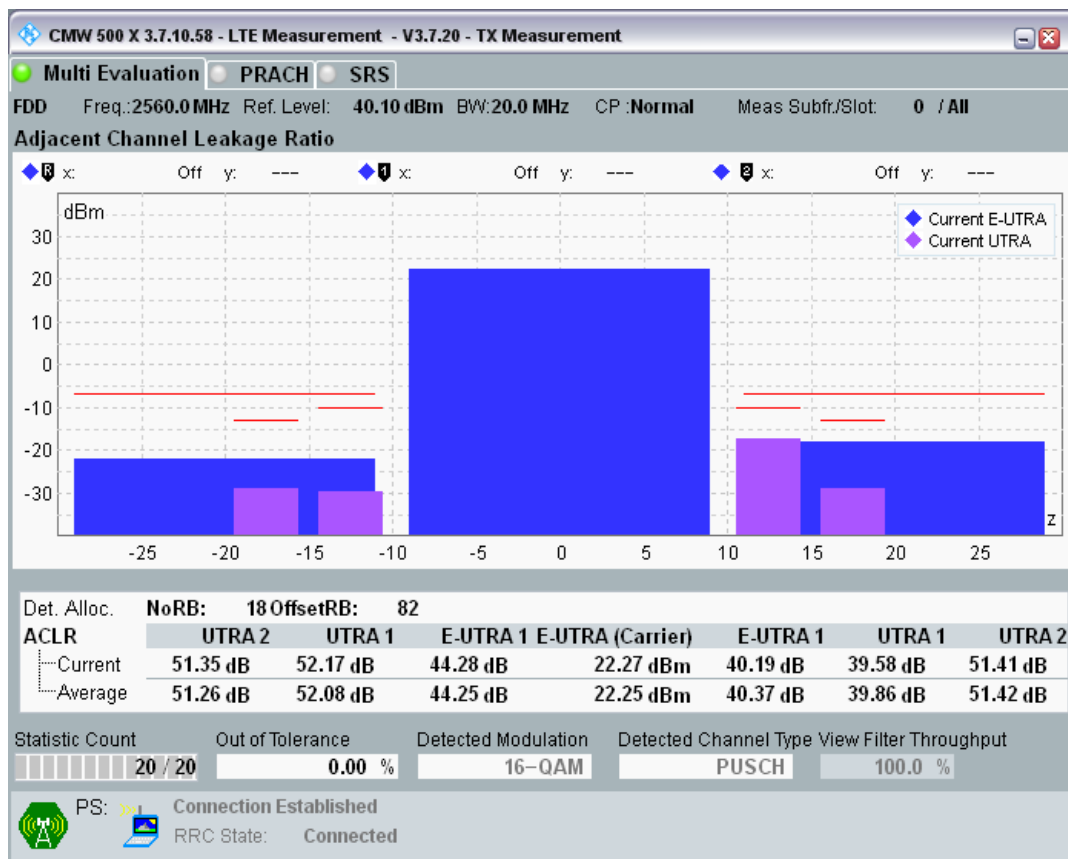 CMW 500 X 3.7.10.58 - LTE Measurement - V3.7.20 - TX Measurement
Multi Evaluation PRACH SRS
FDD Freq.:2560.0 MHz Ref. Level: 40.10 dBm BW:20.0 MHz CP :Normal Meas Subfr./Slot: 0 / All
Adjacent Channel Leakage Ratio
R x: Off y: --- 1 x: Off y: --- 2 x: Off y: ---
dBm
Current E-UTRA
Current UTRA
30
20
10
0
-10
-20
-30
z
-25 -20 -15 -10 -5 0 5 10 15 20 25
Det. Alloc. NoRB: 18 OffsetRB: 82
ACLR UTRA 2 UTRA 1 E-UTRA 1 E-UTRA (Carrier) E-UTRA 1 UTRA 1 UTRA 2
Current 51.35 dB 52.17 dB 44.28 dB 22.27 dBm 40.19 dB 39.58 dB 51.41 dB
Average 51.26 dB 52.08 dB 44.25 dB 22.25 dBm 40.37 dB 39.86 dB 51.42 dB
Statistic Count Out of Tolerance Detected Modulation Detected Channel Type View Filter Throughput
20 / 20 0.00 % 16-QAM PUSCH 100.0 %
PS: Connection Established
RRC State: Connected